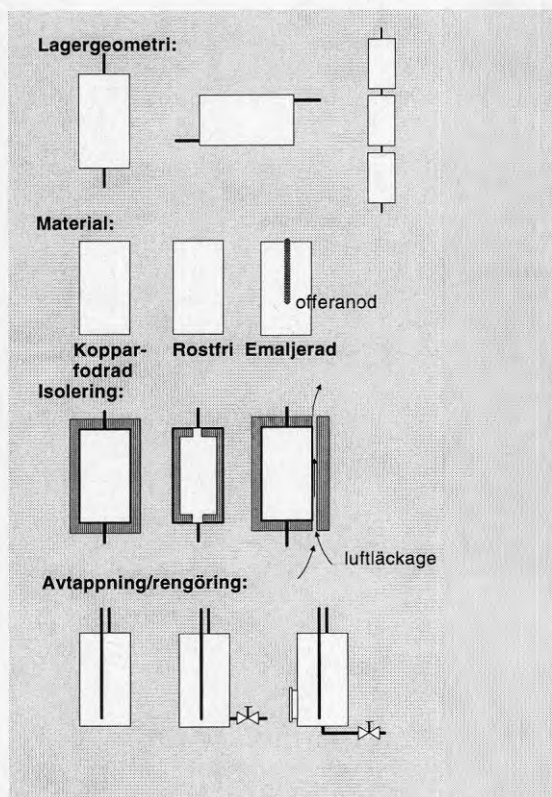 Lagergeometri:
Material:
offeranod
Koppar-
fodrad
Rostfri
Emaljerad
Isolering:
luftläckage
Avtappning/rengöring: